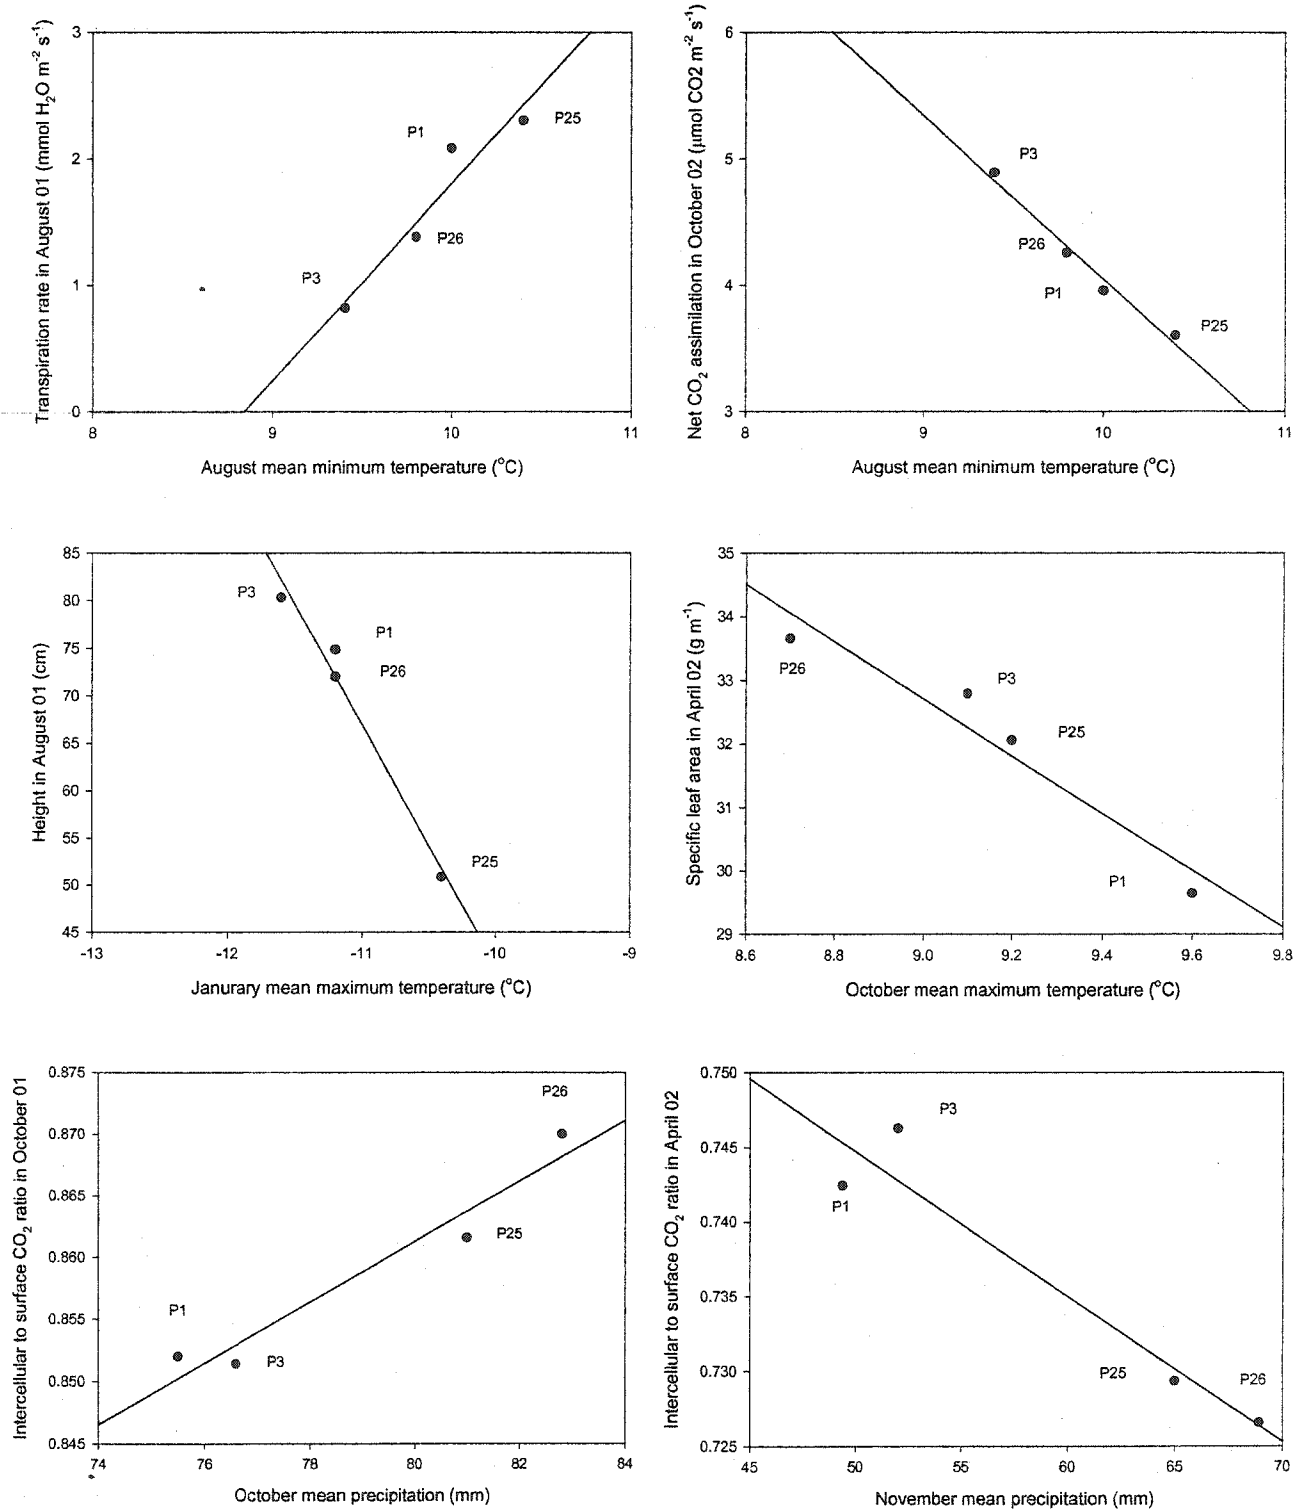 Transpiration rate in August 01 (mmol H2O m-2 s-1)
3
2
1
0
P1
P25
P26
P3
8 9 10 11
August mean minimum temperature (oC)
Net CO2 assimilation in October 02 (µmol CO2 m-2 s-1)
6
5
4
3
P3
P26
P1
P25
8 9 10 11
August mean minimum temperature (oC)
Height in August 01 (cm)
85
80
75
70
65
60
55
50
45
P3
P1
P26
P25
-13 -12 -11 -10 -9
Janurary mean maximum temperature (oC)
Specific leaf area in April 02 (g m-1)
35
34
33
32
31
30
29
P26
P3
P25
P1
8.6 8.8 9.0 9.2 9.4 9.6 9.8
October mean maximum temperature (oC)
Intercellular to surface CO2 ratio in October 01
0.875
0.870
0.865
0.860
0.855
0.850
0.845
P26
P25
P1
P3
74 76 78 80 82 84
October mean precipitation (mm)
Intercellular to surface CO2 ratio in April 02
0.750
0.745
0.740
0.735
0.730
0.725
P3
P1
P25
P26
45 50 55 60 65 70
November mean precipitation (mm)